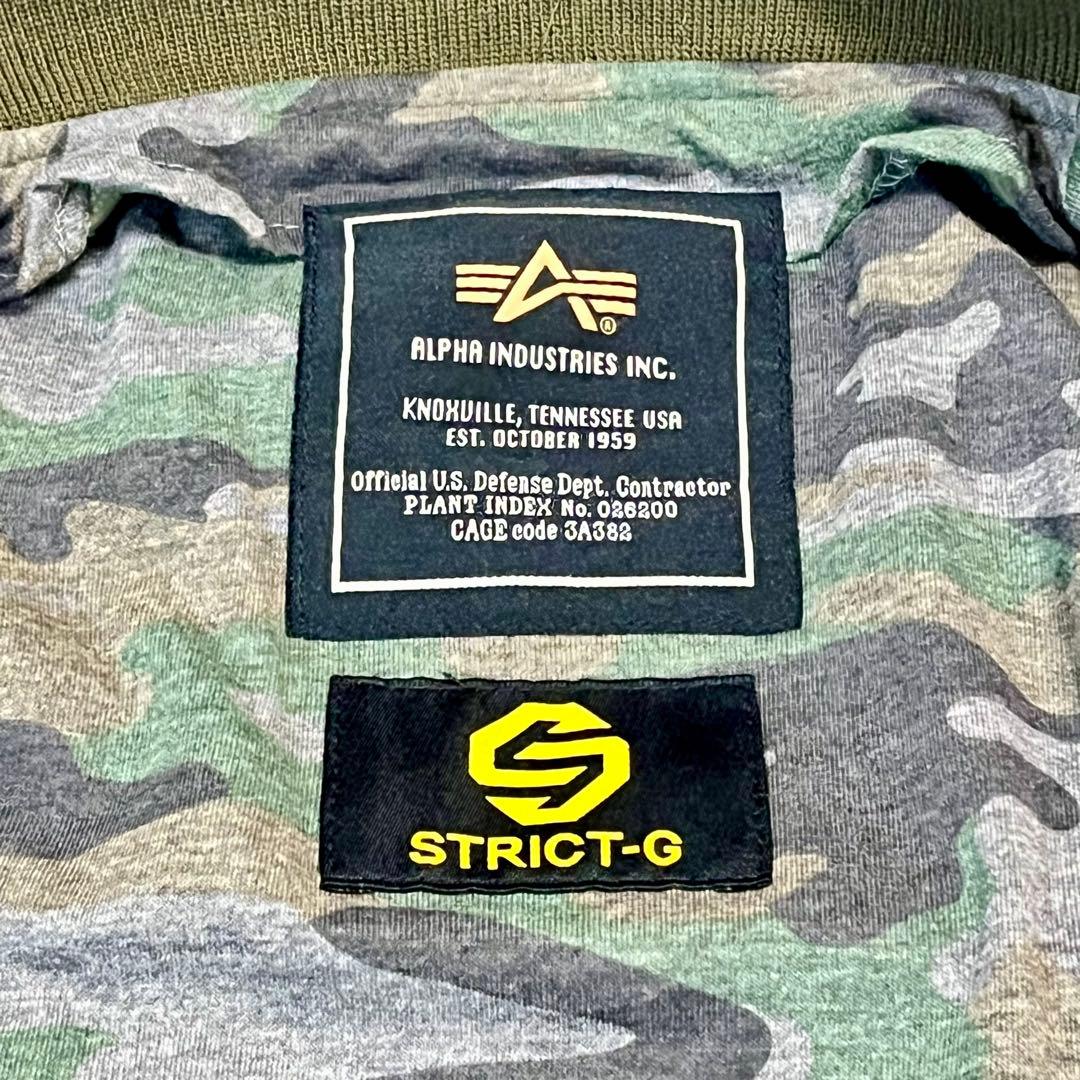 ALPHA INDUSTRIES INC.
KNOXVILLE, TENNESSEE USA
EST. OCTOBER 1959
Official U.S. Defense Dept. Contractor
PLANT INDEX No. 026200
CAGE code 3A382
STRICT-G